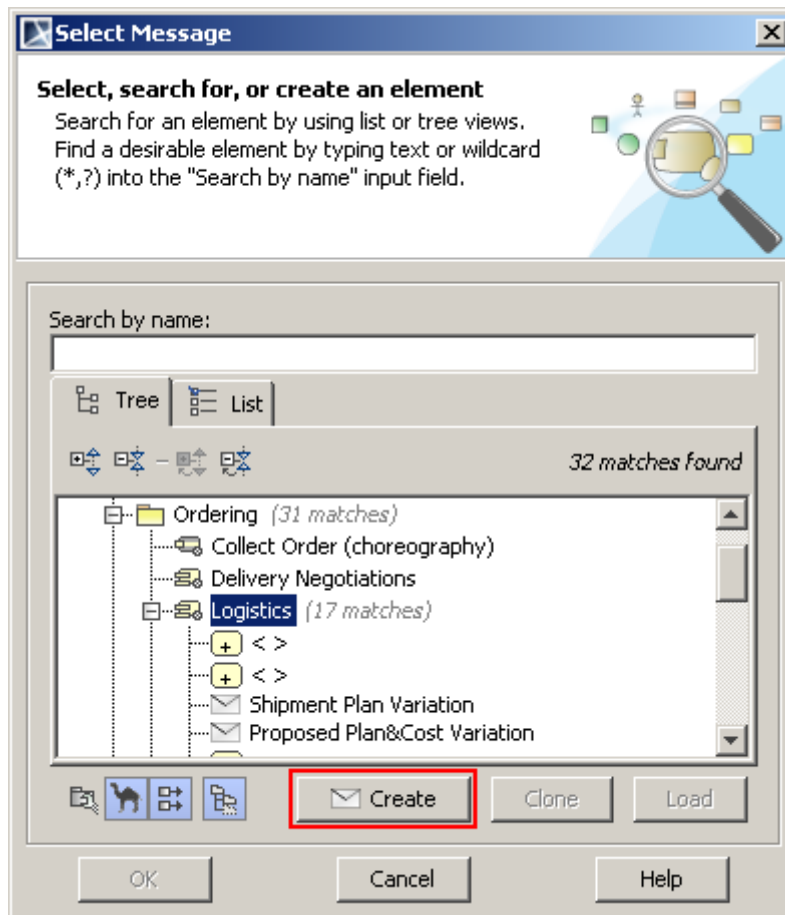 Select Message
Select, search for, or create an element
Search for an element by using list or tree views.
Find a desirable element by typing text or wildcard
(*,?) into the "Search by name" input field.
Search by name:
Tree
List
32 matches found
Ordering (31 matches)
Collect Order (choreography)
Delivery Negotiations
Logistics (17 matches)
< >
< >
Shipment Plan Variation
Proposed Plan&Cost Variation
Create
Clone
Load
OK
Cancel
Help